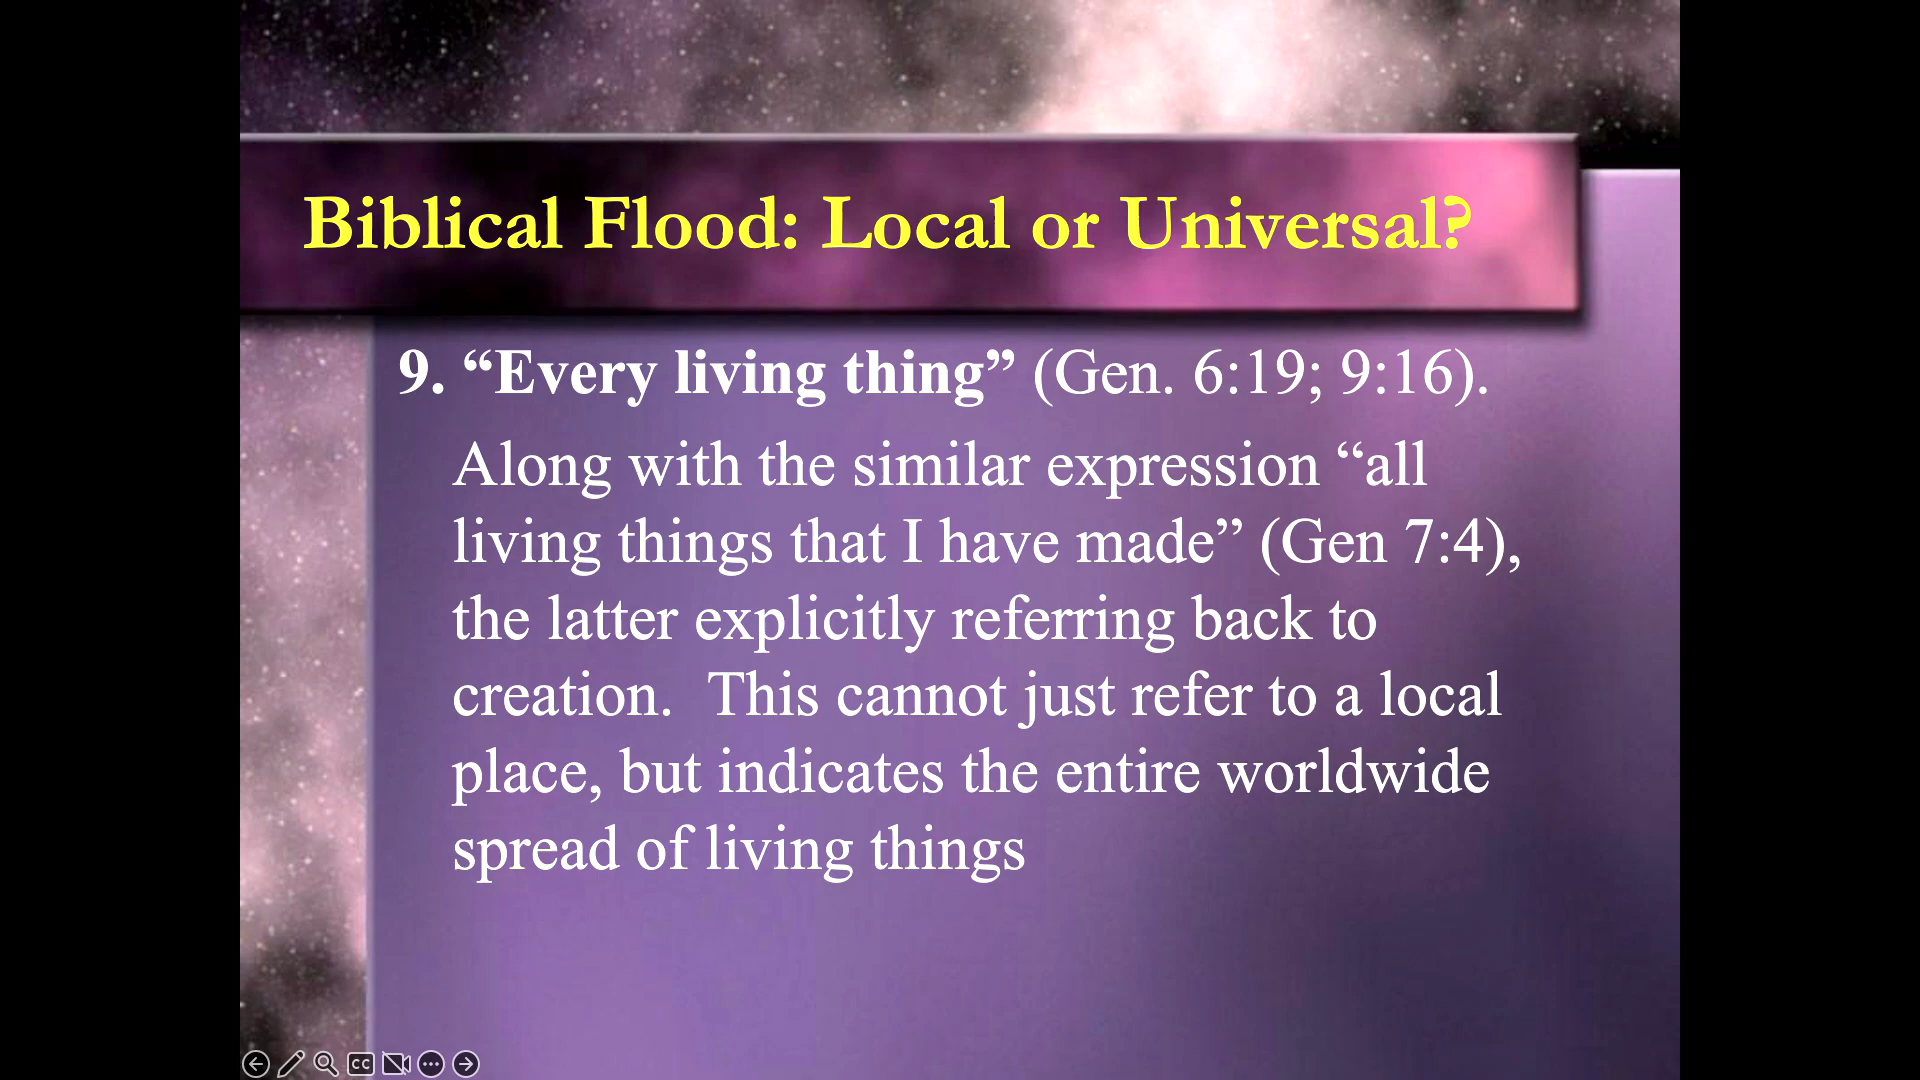 Biblical Flood: Local or Universal?
9. “Every living thing” (Gen. 6:19; 9:16).
Along with the similar expression “all
living things that I have made” (Gen 7:4),
the latter explicitly referring back to
creation.  This cannot just refer to a local
place, but indicates the entire worldwide
spread of living things
CC